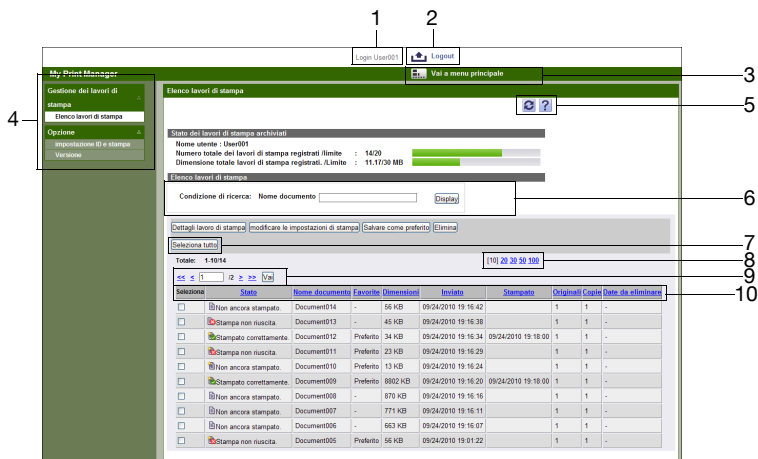 1
2
Login User001
Logout
My Print Manager
Vai a menu principale
3
4
Gestione dei lavori di stampa
Elenco lavori di stampa
Opzione
Impostazione ID e stampa
Versione
Elenco lavori di stampa
5
Stato dei lavori di stampa archiviati
Nome utente : User001
Numero totale dei lavori di stampa registrati /limite : 14/20
Dimensione totale lavori di stampa registrati. /Limite : 11.17/30 MB
Elenco lavori di stampa
Condizione di ricerca: Nome documento Display
6
Dettagli lavoro di stampa modificare le impostazioni di stampa Salvare come preferito Elimina
Seleziona tutto
7
Totale: 1-10/14 [10] 20 30 50 100
8
<< < 1 /2 > >> Vai
9
Seleziona Stato Nome documento Favorite Dimensioni Inviato Stampato Originali Copie Date da eliminare
10
Non ancora stampato. Document014 - 56 KB 09/24/2010 19:16:42 1 1 -
Stampa non riuscita. Document013 - 45 KB 09/24/2010 19:16:38 1 1 -
Stampato correttamente. Document012 Preferito 34 KB 09/24/2010 19:16:34 09/24/2010 19:18:00 1 1 -
Stampa non riuscita. Document011 Preferito 23 KB 09/24/2010 19:16:29 1 1 -
Non ancora stampato. Document010 Preferito 13 KB 09/24/2010 19:16:24 1 1 -
Stampato correttamente. Document009 Preferito 8802 KB 09/24/2010 19:16:20 09/24/2010 19:18:00 1 1 -
Non ancora stampato. Document008 - 870 KB 09/24/2010 19:16:16 1 1 -
Non ancora stampato. Document007 - 771 KB 09/24/2010 19:16:11 1 1 -
Non ancora stampato. Document006 - 663 KB 09/24/2010 19:16:07 1 1 -
Stampa non riuscita. Document005 Preferito 56 KB 09/24/2010 19:01:22 1 1 -